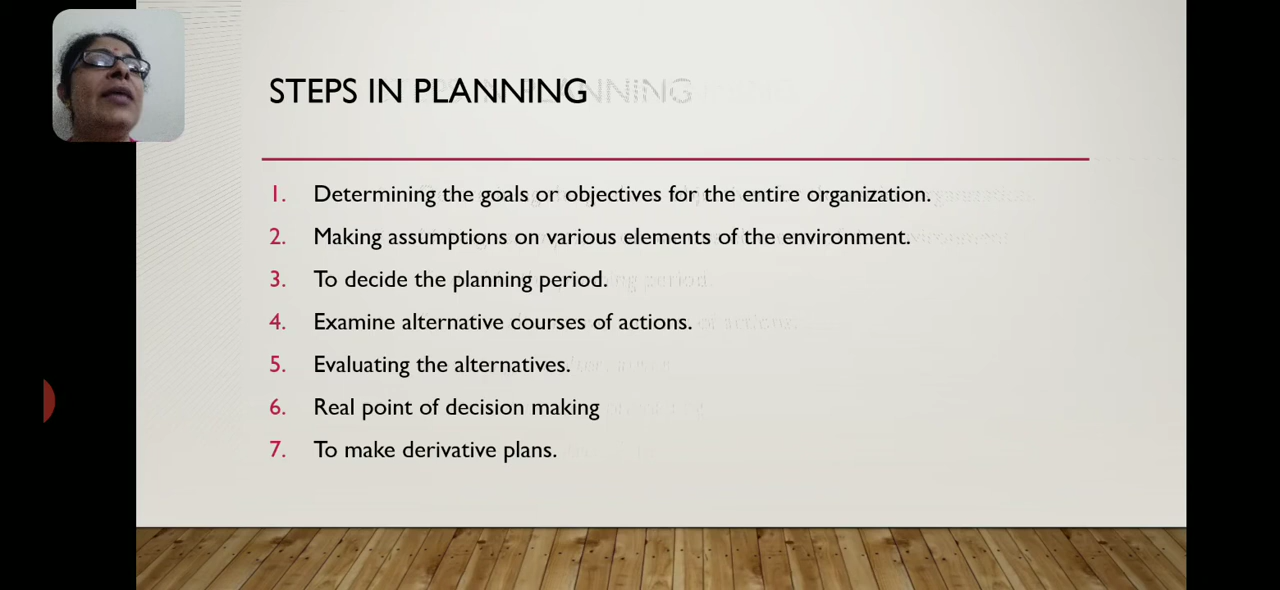 STEPS IN PLANNING
1. Determining the goals or objectives for the entire organization.
2. Making assumptions on various elements of the environment.
3. To decide the planning period.
4. Examine alternative courses of actions.
5. Evaluating the alternatives.
6. Real point of decision making
7. To make derivative plans.